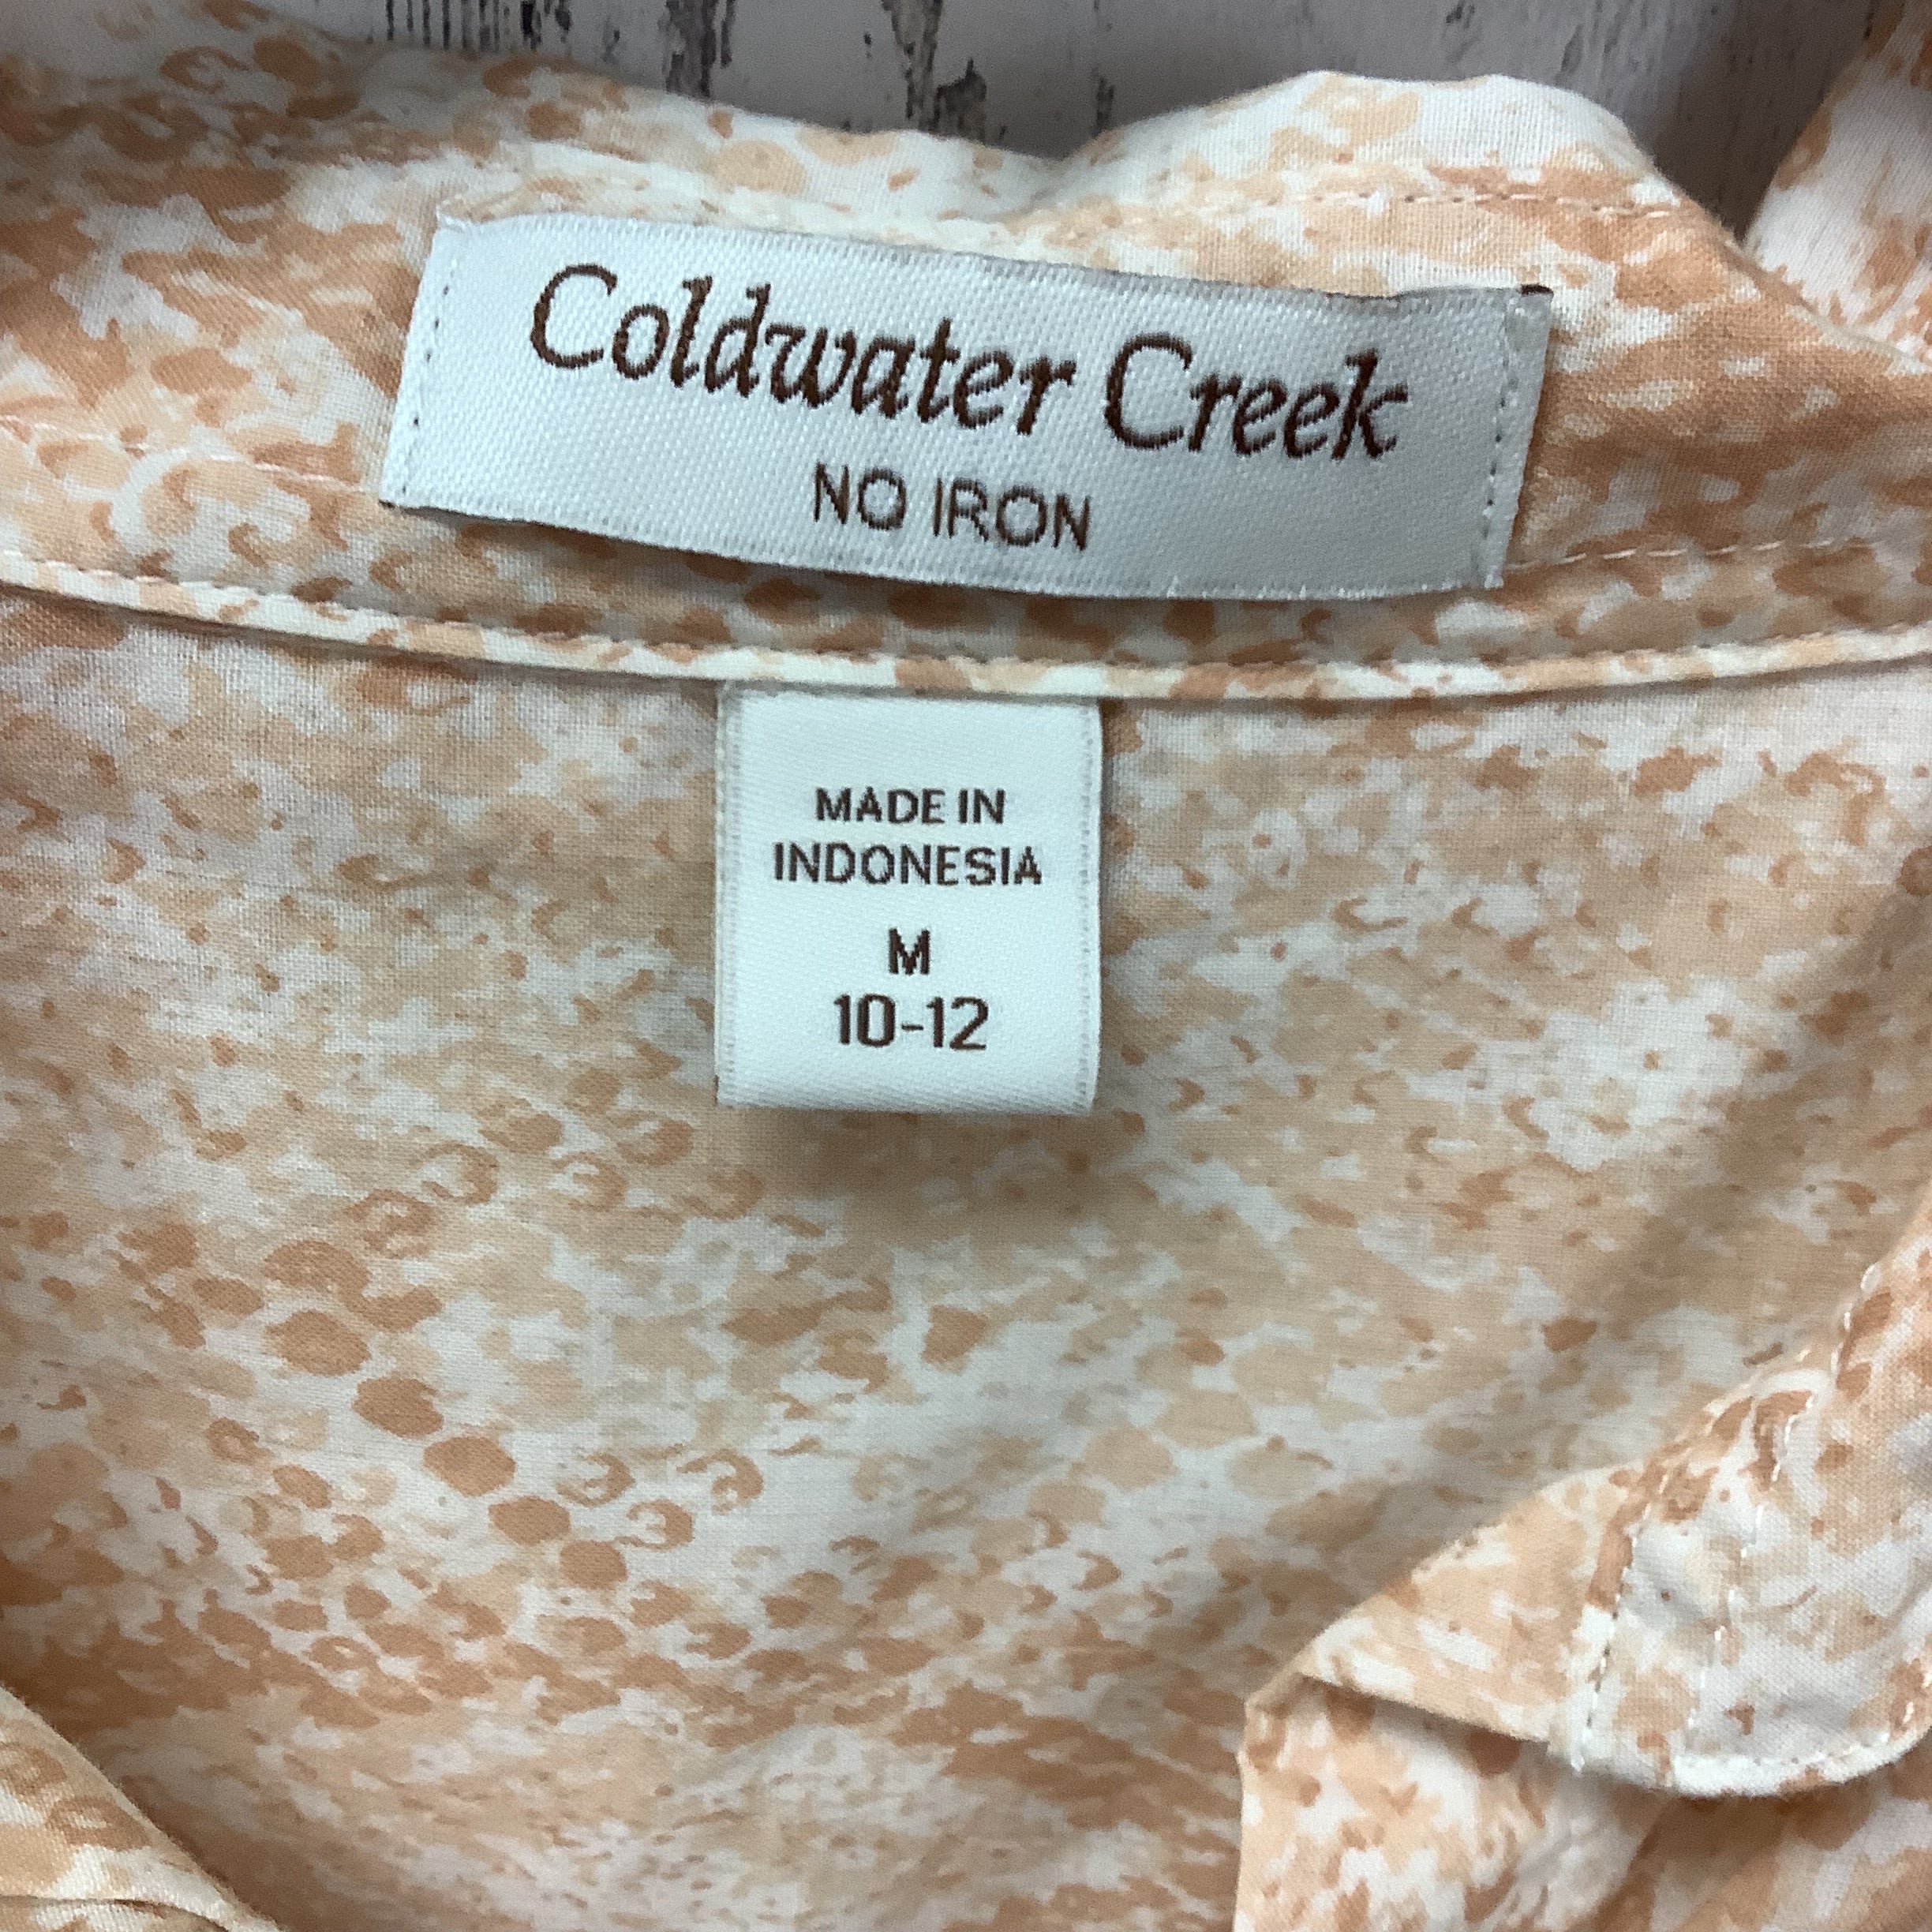 Coldwater Creek
NO IRON
MADE IN
INDONESIA
M
10-12